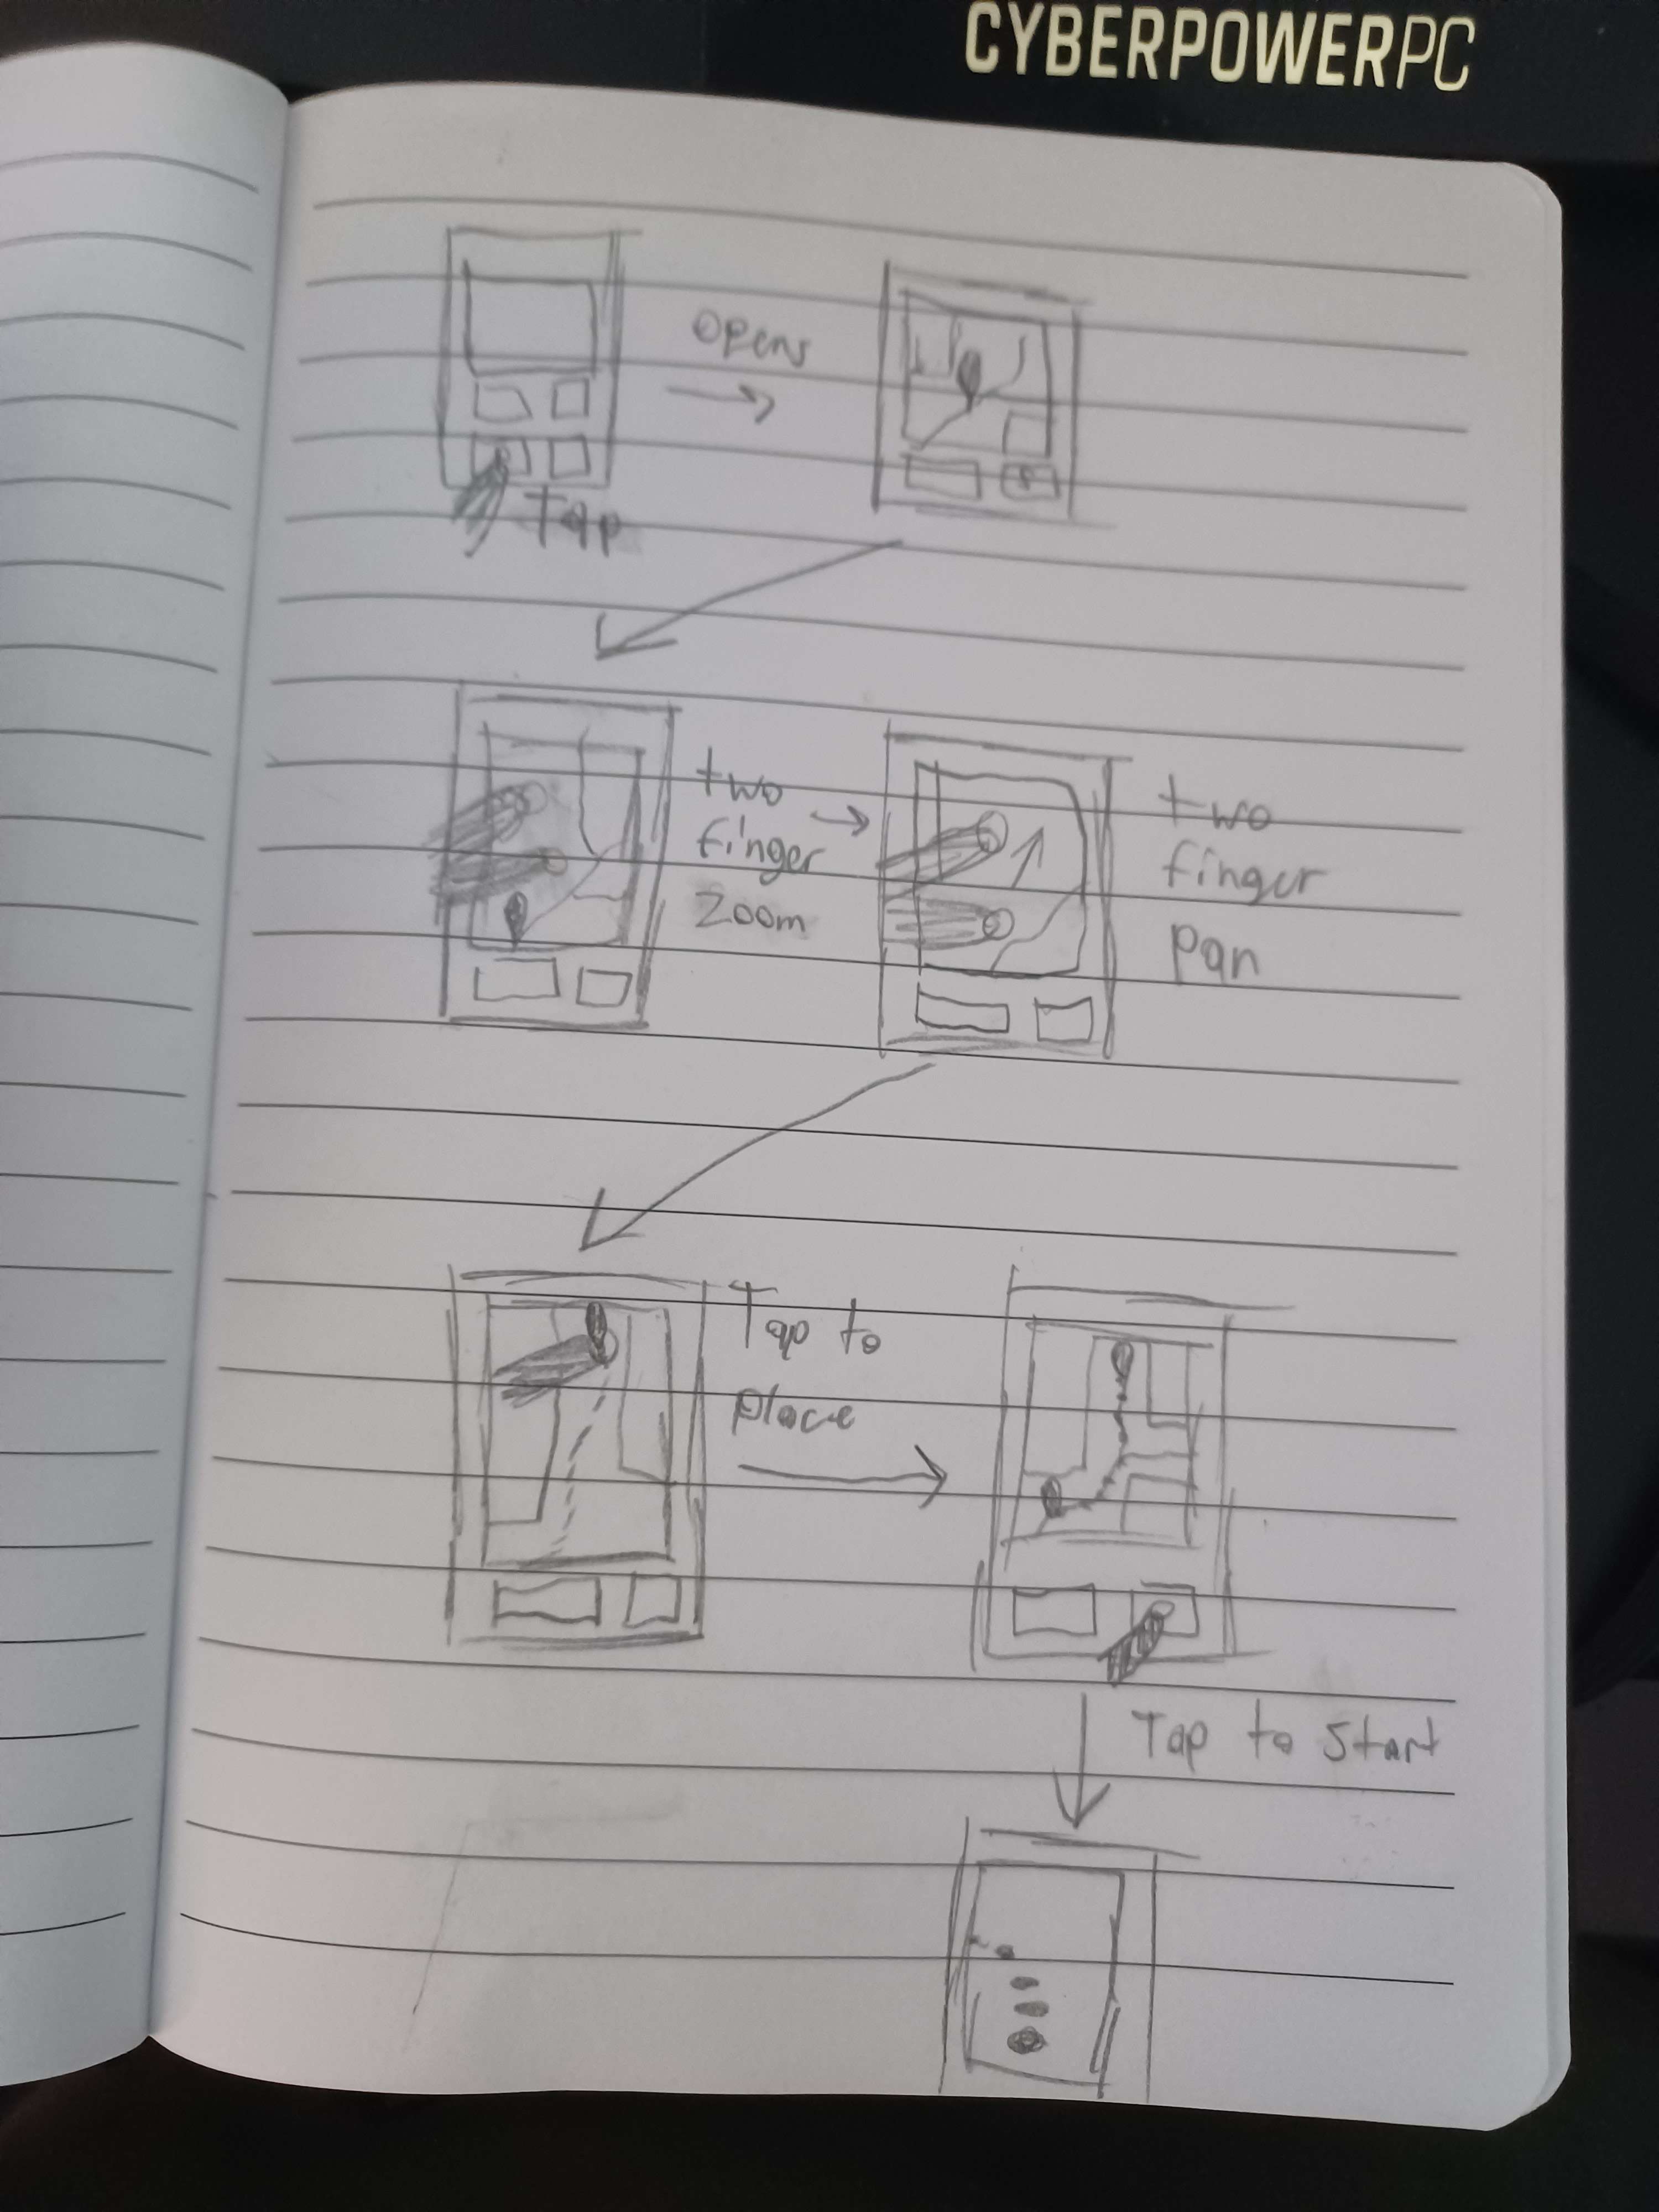 CYBERPOWERPC
opens
Tap
two
finger
zoom
two
finger
pan
Tap to
place
Tap to start